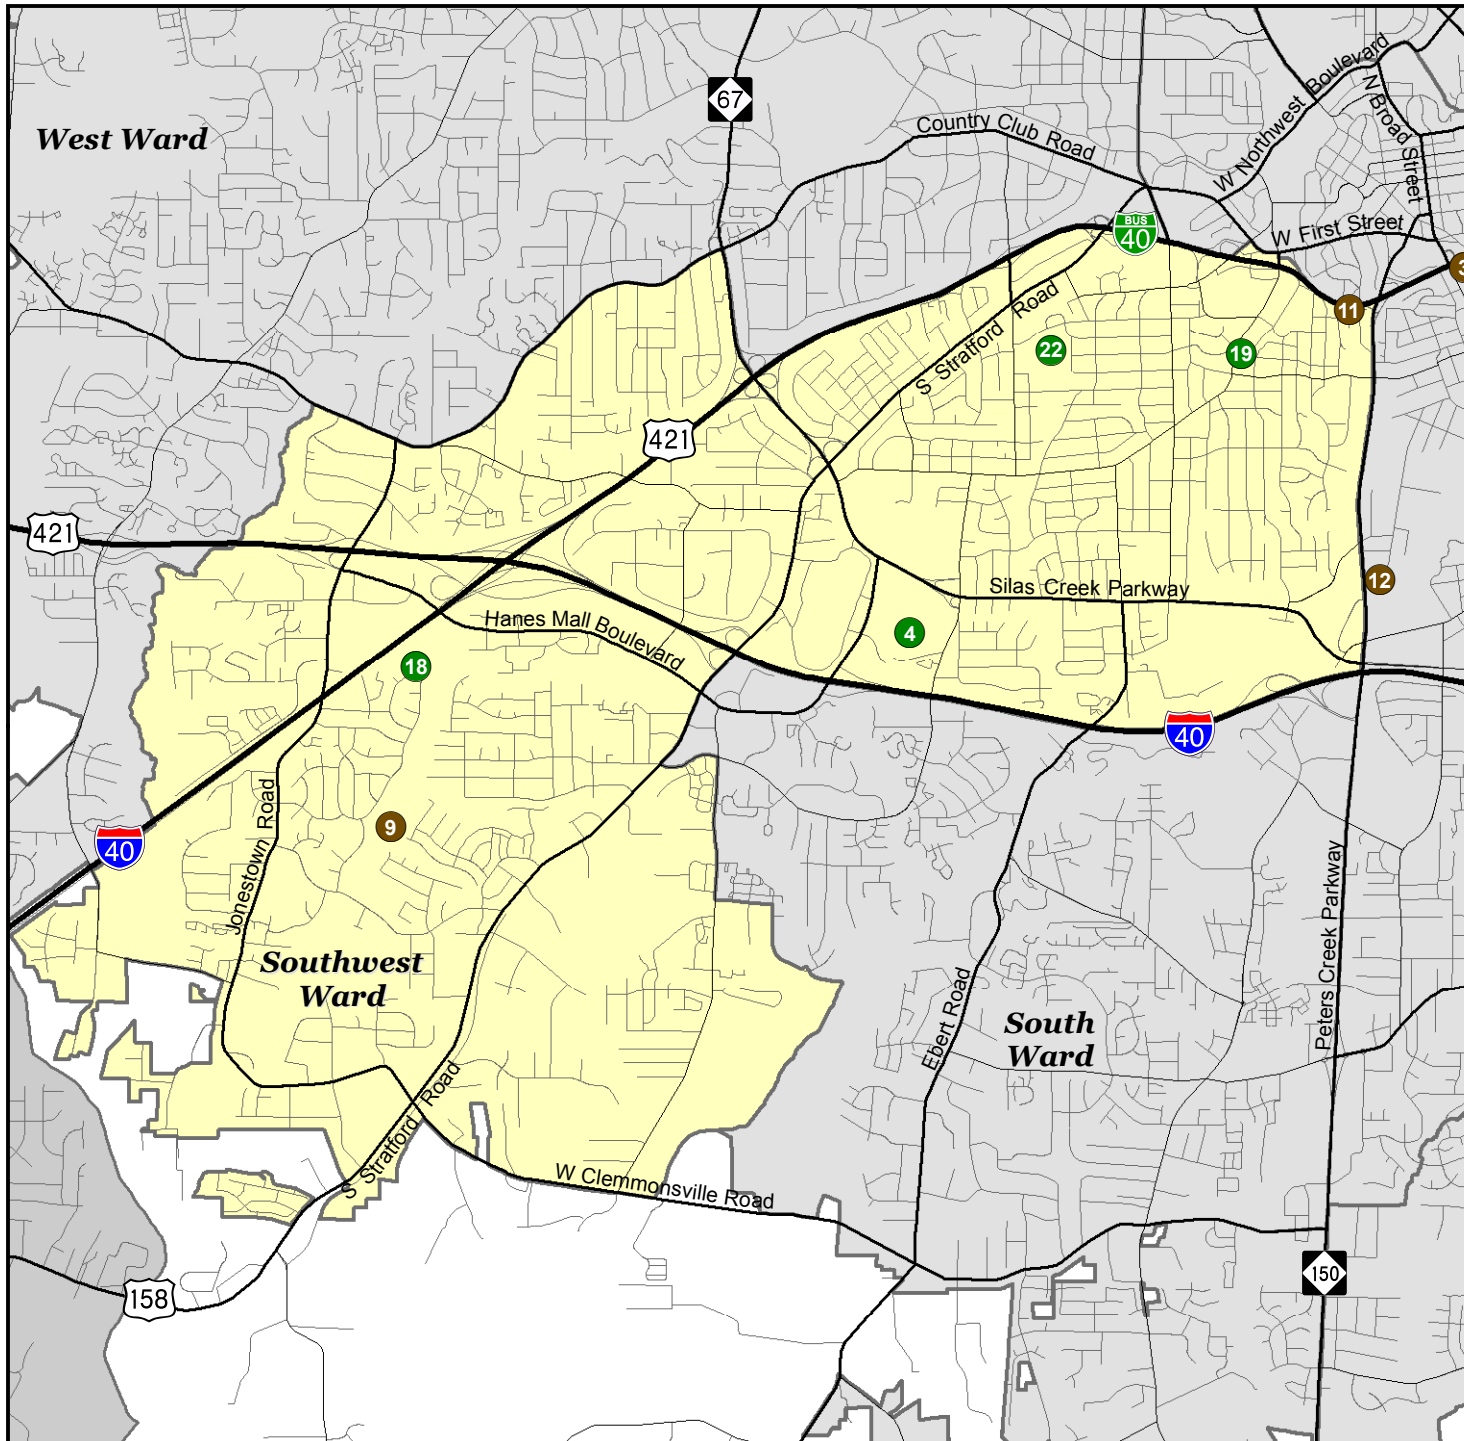 67
West Ward
Country Club Road
W Northwest Boulevard
N Broad Street
BUS
40
W First Street
3
11
S Stratford Road
22
19
421
421
12
Silas Creek Parkway
Hanes Mall Boulevard
4
18
40
40
Jonestown Road
9
Peters Creek Parkway
Southwest
Ward
Ebert Road
South
Ward
S Stratford Road
W Clemmonsville Road
158
150